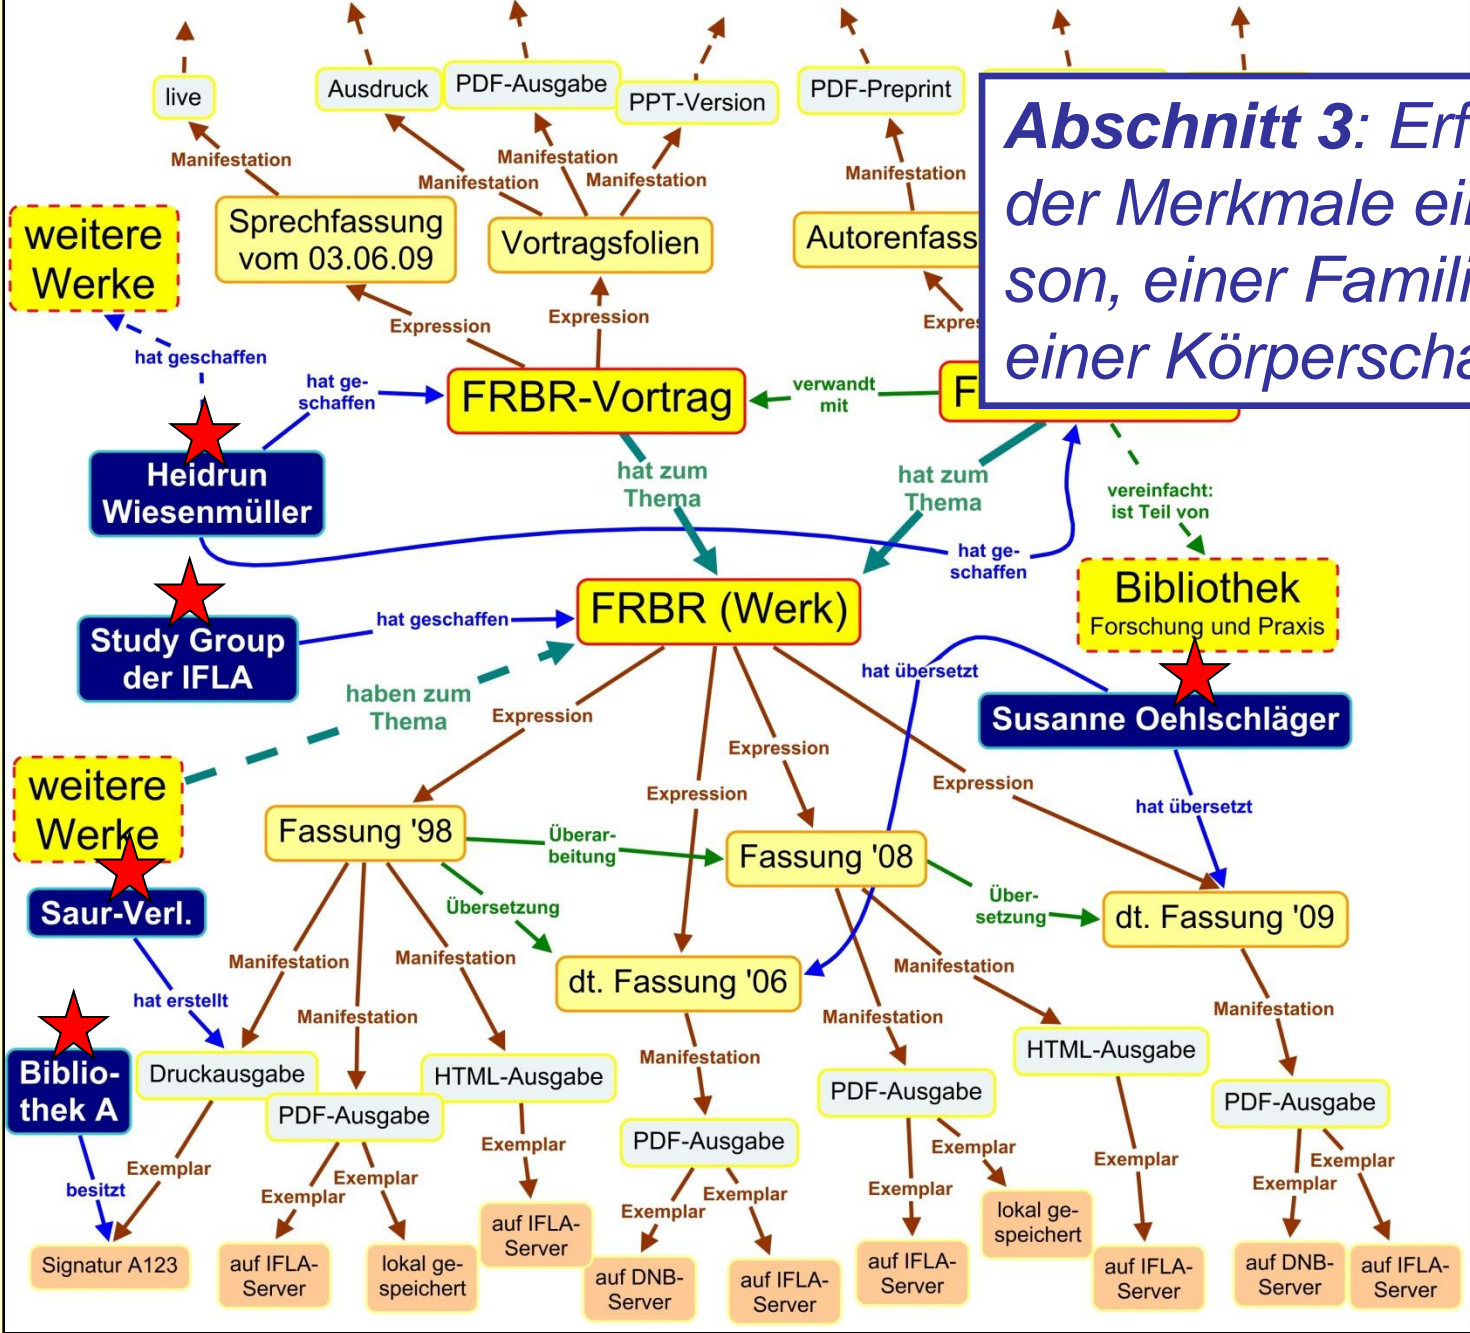 live
Ausdruck
PDF-Ausgabe
PPT-Version
PDF-Preprint
Abschnitt 3: Erf
der Merkmale ei
son, einer Famili
einer Körperscha
Manifestation
Manifestation
Manifestation
Manifestation
Manifestation
Sprechfassung
vom 03.06.09
Vortragsfolien
Autorenfass
weitere
Werke
Expression
Expression
Expres
hat geschaffen
hat ge-
schaffen
FRBR-Vortrag
verwandt
mit
F
Heidrun
Wiesenmüller
hat zum
Thema
hat zum
Thema
vereinfacht:
ist Teil von
hat ge-
schaffen
Study Group
der IFLA
hat geschaffen
FRBR (Werk)
Bibliothek
Forschung und Praxis
haben zum
Thema
hat übersetzt
Susanne Oehlschläger
Expression
Expression
Expression
Expression
hat übersetzt
weitere
Werke
Fassung '98
Überar-
beitung
Fassung '08
Saur-Verl.
Übersetzung
Über-
setzung
dt. Fassung '09
Manifestation
Manifestation
Manifestation
dt. Fassung '06
Manifestation
hat erstellt
Manifestation
Manifestation
Manifestation
Biblio-
thek A
Druckausgabe
PDF-Ausgabe
HTML-Ausgabe
PDF-Ausgabe
PDF-Ausgabe
HTML-Ausgabe
PDF-Ausgabe
besitzt
Exemplar
Exemplar
Exemplar
Exemplar
Exemplar
Exemplar
Exemplar
Exemplar
Exemplar
Exemplar
Exemplar
Signatur A123
auf IFLA-
Server
lokal ge-
speichert
auf IFLA-
Server
auf DNB-
Server
auf IFLA-
Server
auf IFLA-
Server
lokal ge-
speichert
auf IFLA-
Server
auf DNB-
Server
auf IFLA-
Server